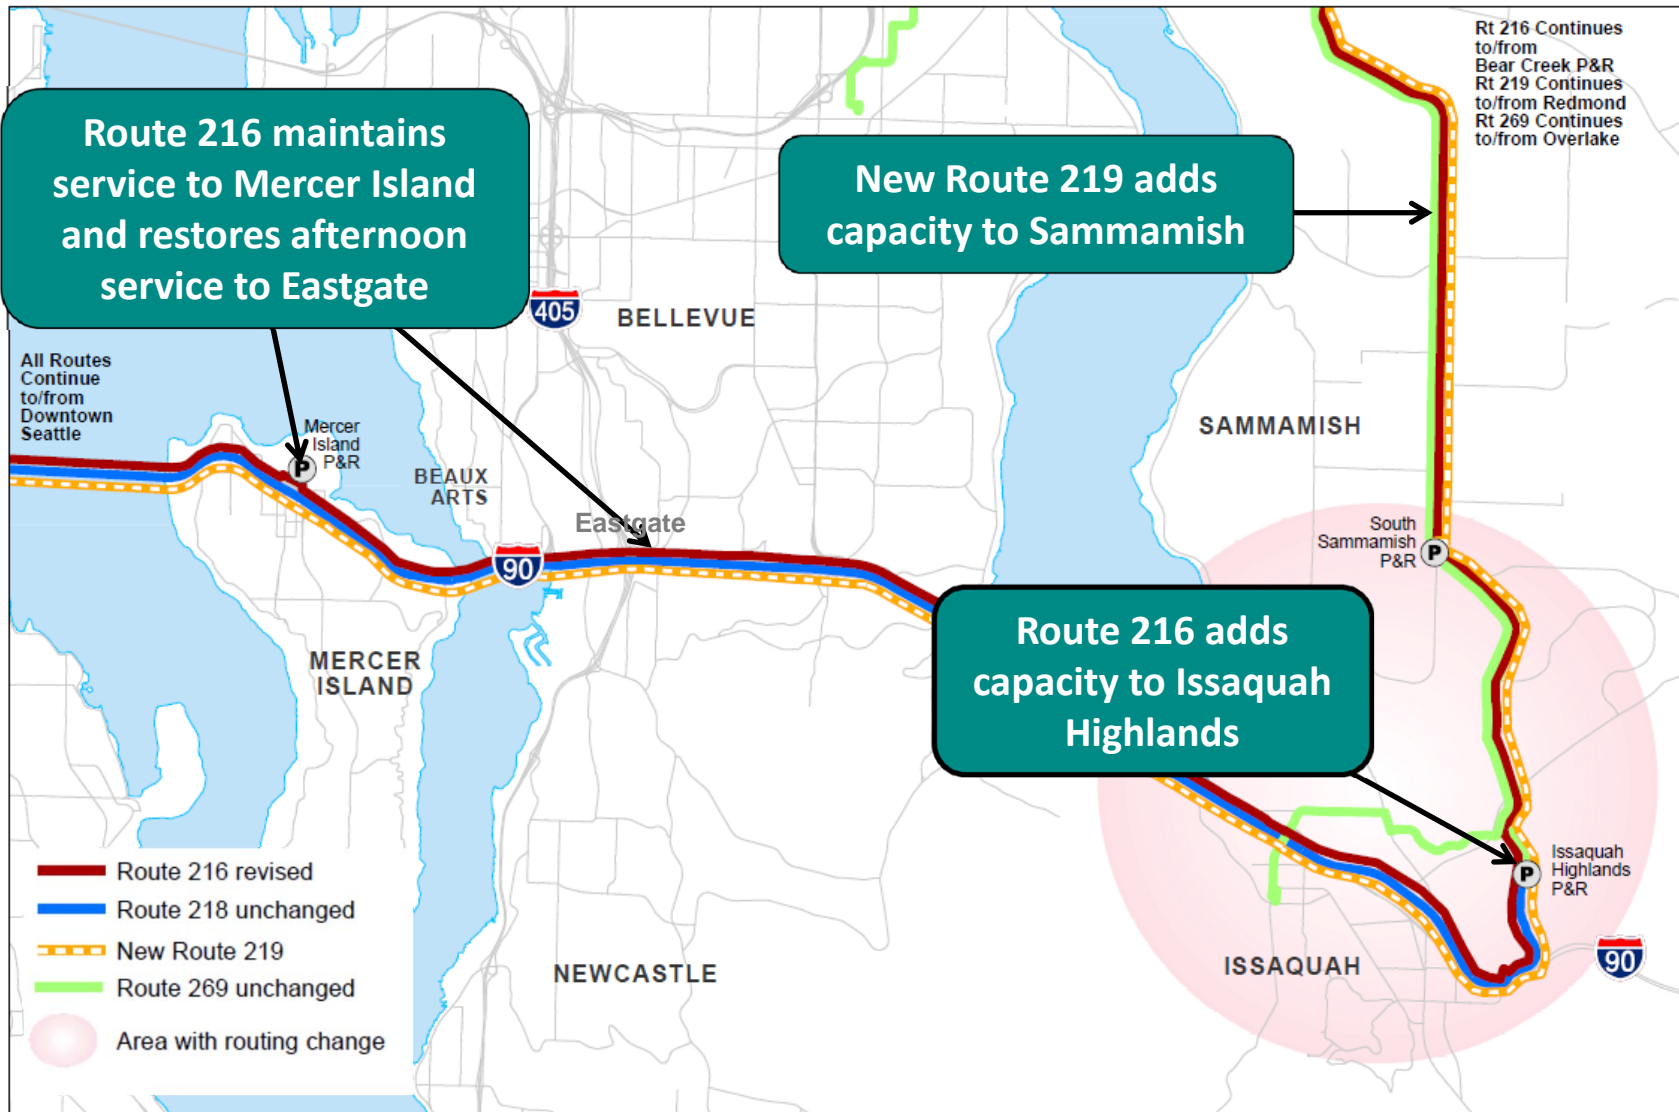 Rt 216 Continues
to/from
Bear Creek P&R
Rt 219 Continues
to/from Redmond
Rt 269 Continues
to/from Overlake
Route 216 maintains
service to Mercer Island
and restores afternoon
service to Eastgate
New Route 219 adds
capacity to Sammamish
405
BELLEVUE
All Routes
Continue
to/from
Downtown
Seattle
Mercer
Island
P&R
P
BEAUX
ARTS
SAMMAMISH
Eastgate
90
South
Sammamish
P&R
P
Route 216 adds
capacity to Issaquah
Highlands
MERCER
ISLAND
Issaquah
Highlands
P&R
P
ISSAQUAH
90
NEWCASTLE
Route 216 revised
Route 218 unchanged
New Route 219
Route 269 unchanged
Area with routing change